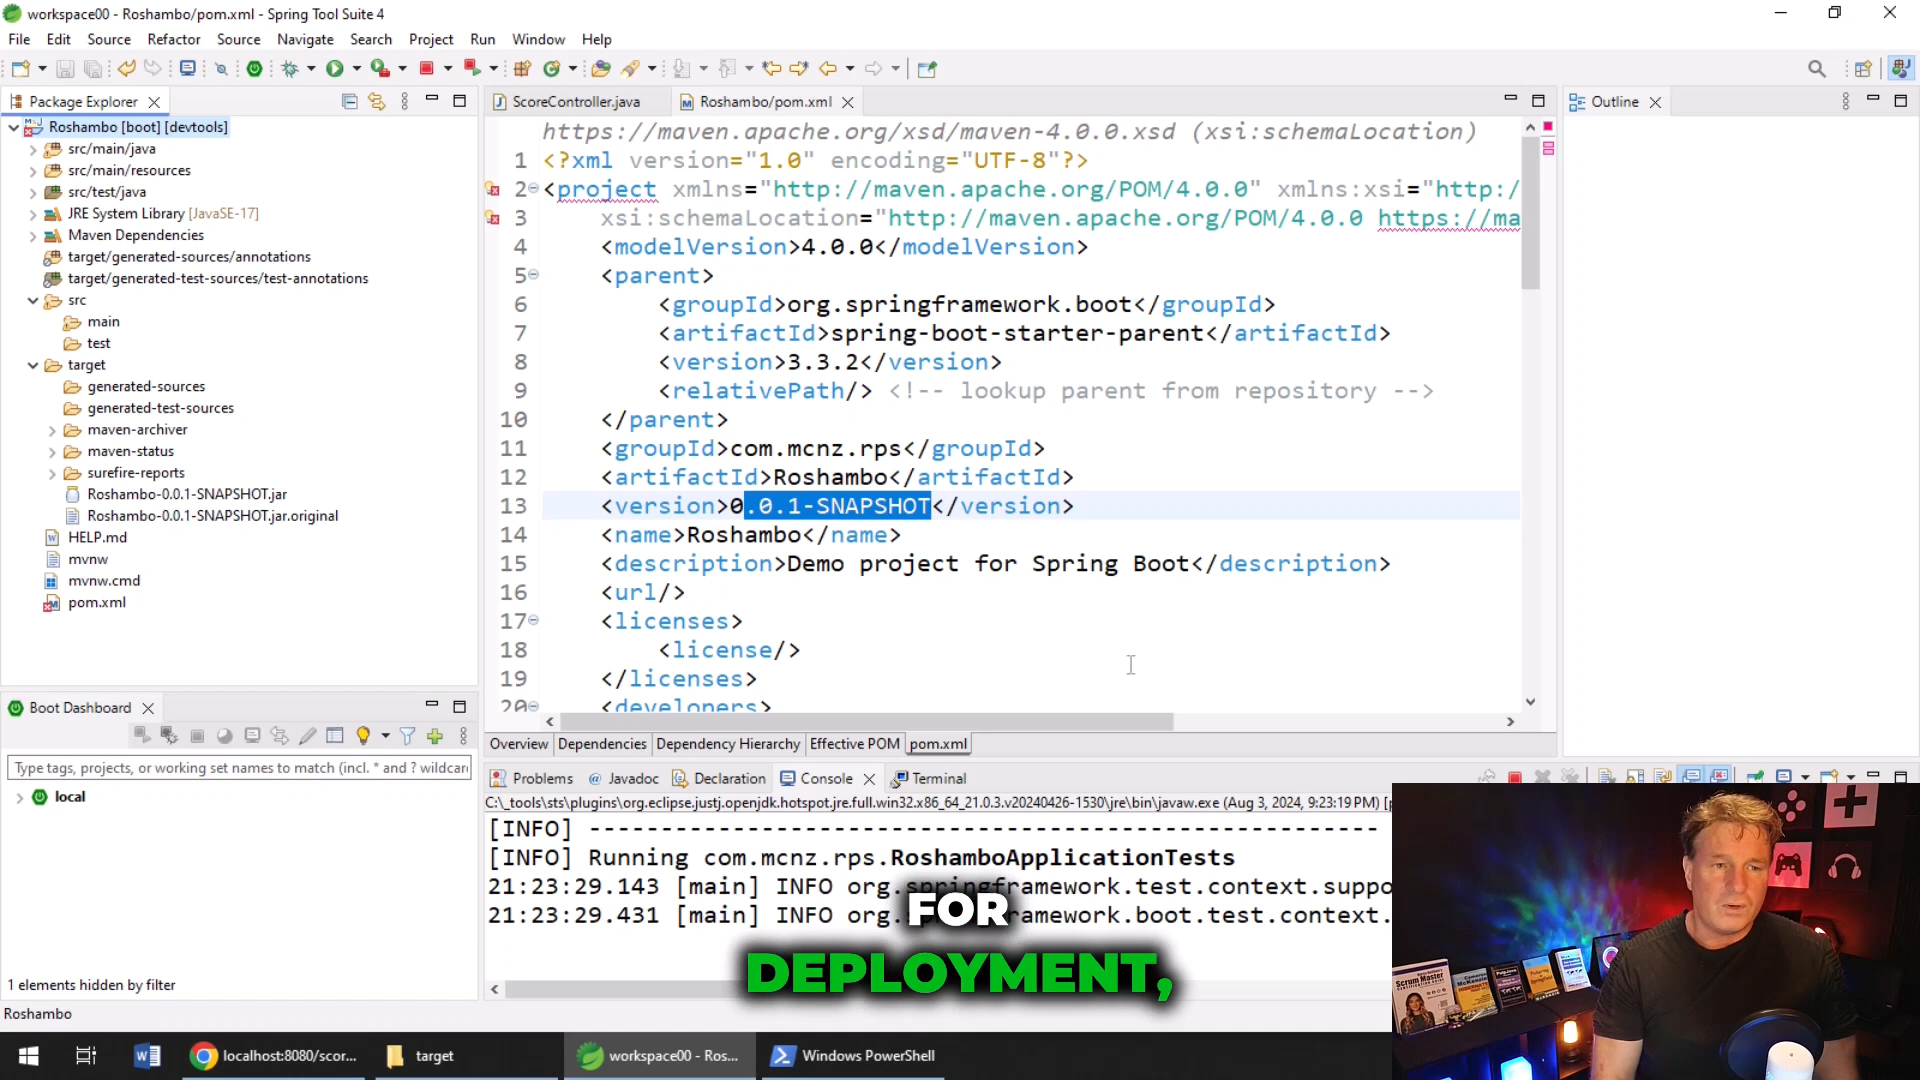 workspace00 - Roshambo/pom.xml - Spring Tool Suite 4
File Edit Source Refactor Source Navigate Search Project Run Window Help
Package Explorer
Roshambo [boot] [devtools]
src/main/java
src/main/resources
src/test/java
JRE System Library [JavaSE-17]
Maven Dependencies
target/generated-sources/annotations
target/generated-test-sources/test-annotations
src
main
test
target
generated-sources
generated-test-sources
maven-archiver
maven-status
surefire-reports
Roshambo-0.0.1-SNAPSHOT.jar
Roshambo-0.0.1-SNAPSHOT.jar.original
HELP.md
mvnw
mvnw.cmd
pom.xml
ScoreController.java Roshambo/pom.xml
https://maven.apache.org/xsd/maven-4.0.0.xsd (xsi:schemaLocation)
1 <?xml version="1.0" encoding="UTF-8"?>
2 <project xmlns="http://maven.apache.org/POM/4.0.0" xmlns:xsi="http:/
3 xsi:schemaLocation="http://maven.apache.org/POM/4.0.0 https://ma
4 <modelVersion>4.0.0</modelVersion>
5 <parent>
6 <groupId>org.springframework.boot</groupId>
7 <artifactId>spring-boot-starter-parent</artifactId>
8 <version>3.3.2</version>
9 <relativePath/> <!-- lookup parent from repository -->
10 </parent>
11 <groupId>com.mcnz.rps</groupId>
12 <artifactId>Roshambo</artifactId>
13 <version>0.0.1-SNAPSHOT</version>
14 <name>Roshambo</name>
15 <description>Demo project for Spring Boot</description>
16 <url/>
17 <licenses>
18 <license/>
19 </licenses>
20 <developers>
Overview Dependencies Dependency Hierarchy Effective POM pom.xml
Outline
Boot Dashboard
Type tags, projects, or working set names to match (incl. * and ? wildcar
local
1 elements hidden by filter
Roshambo
Problems Javadoc Declaration Console Terminal
C:\_tools\sts\plugins\org.eclipse.justj.openjdk.hotspot.jre.full.win32.x86_64_21.0.3.v20240426-1530\jre\bin\javaw.exe (Aug 3, 2024, 9:23:19 PM) [p
[INFO] -------------------------------------------------------
[INFO] Running com.mcnz.rps.RoshamboApplicationTests
21:23:29.143 [main] INFO org.springframework.test.context.suppo
21:23:29.431 [main] INFO org.springframework.boot.test.context.
FOR
DEPLOYMENT,
Scrum Master
localhost:8080/scor... target workspace00 - Ros... Windows PowerShell